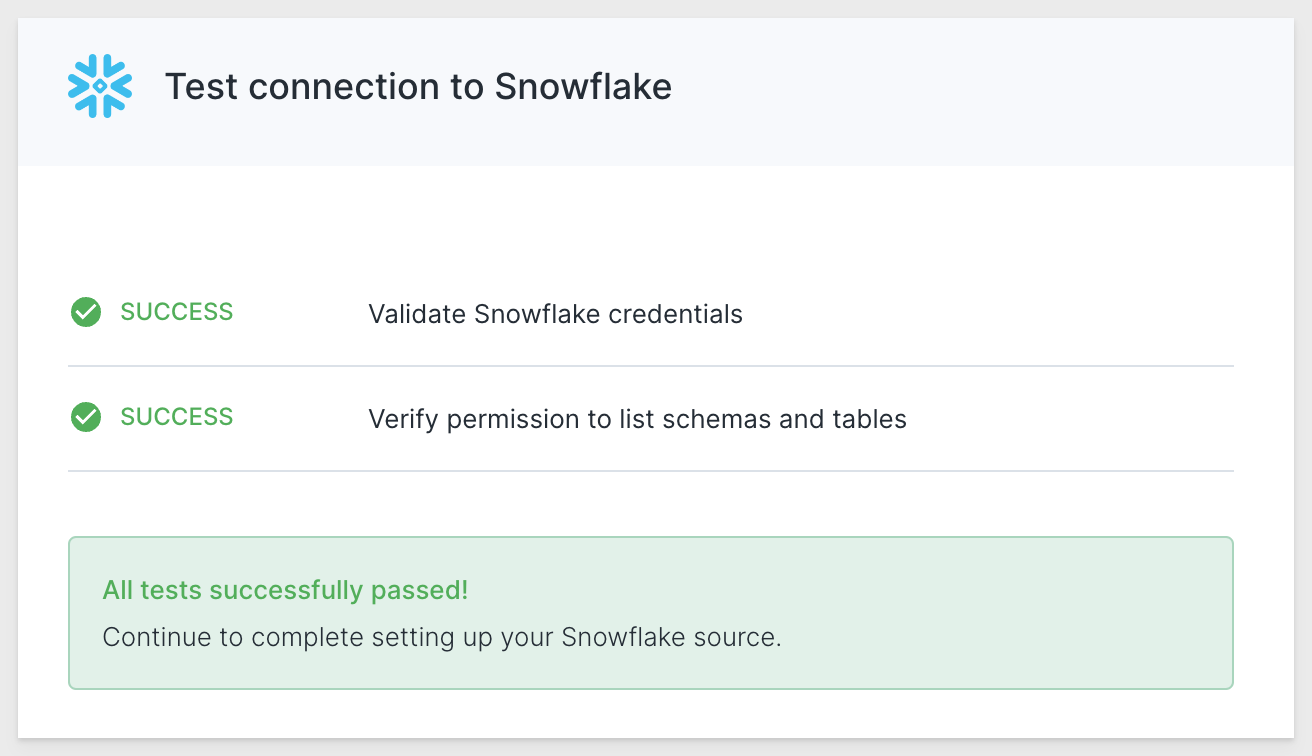 Test connection to Snowflake
SUCCESS Validate Snowflake credentials
SUCCESS Verify permission to list schemas and tables
All tests successfully passed!
Continue to complete setting up your Snowflake source.